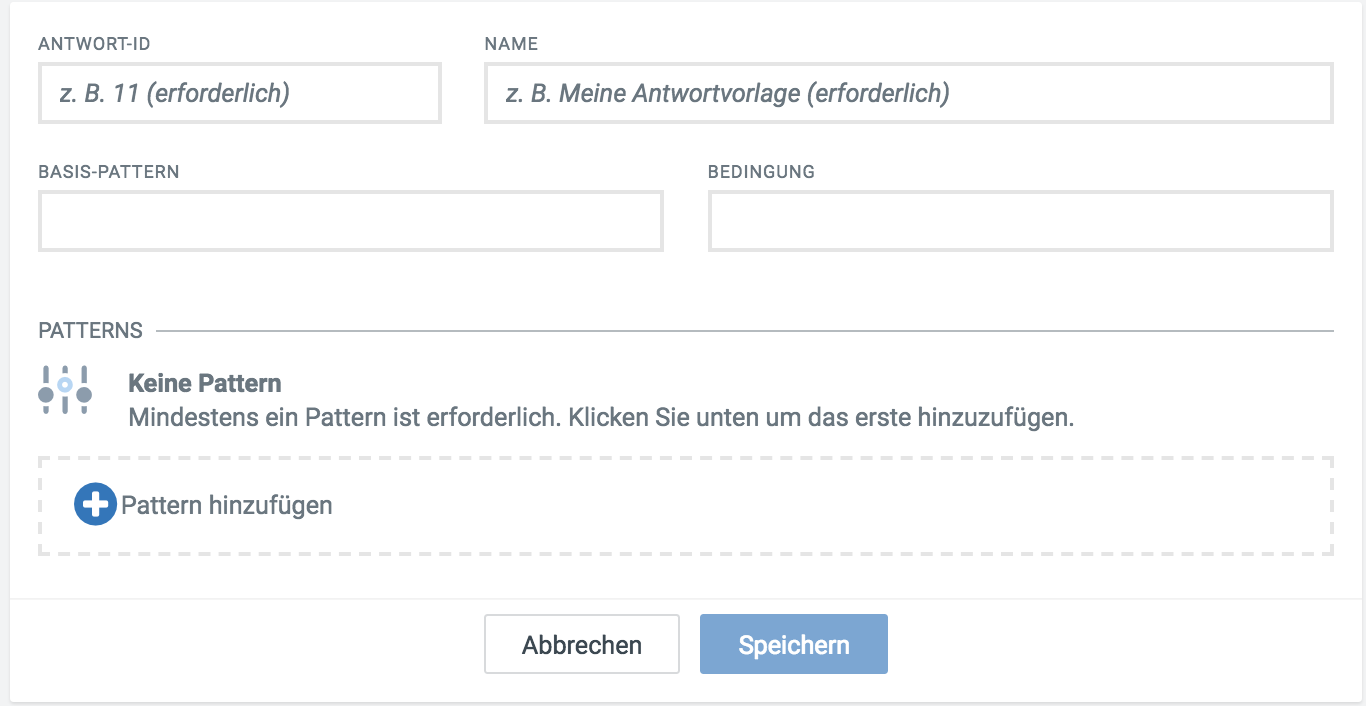 ANTWORT-ID
NAME
z. B. 11 (erforderlich)
z. B. Meine Antwortvorlage (erforderlich)
BASIS-PATTERN
BEDINGUNG
PATTERNS
Keine Pattern
Mindestens ein Pattern ist erforderlich. Klicken Sie unten um das erste hinzuzufügen.
Pattern hinzufügen
Abbrechen
Speichern